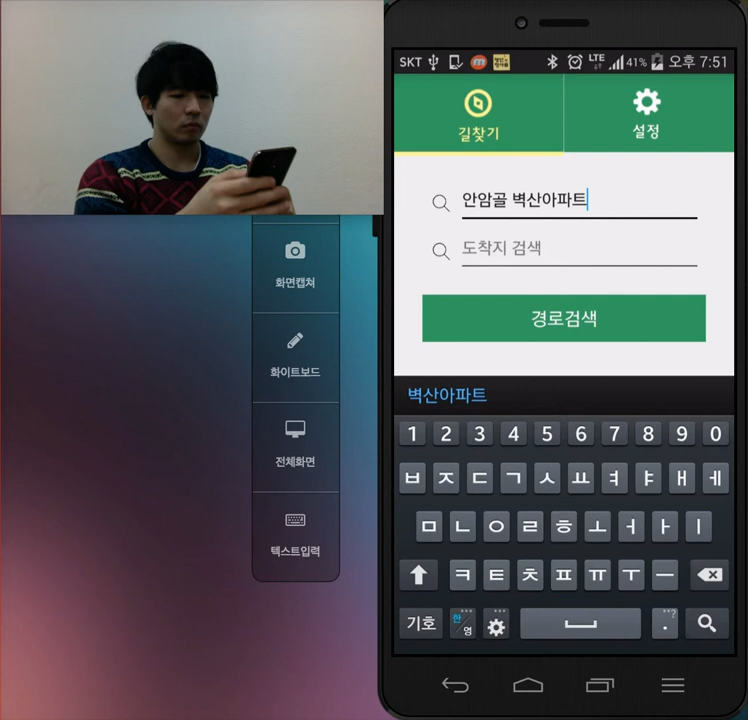 SKT LTE 41% 오후 7:51
길찾기 설정
안암골 벽산아파트
도착지 검색
경로검색
벽산아파트
1 2 3 4 5 6 7 8 9 0
ㅂ ㅈ ㄷ ㄱ ㅅ ㅛ ㅕ ㅑ ㅐ ㅔ
ㅁ ㄴ ㅇ ㄹ ㅎ ㅗ ㅓ ㅏ ㅣ
ㅋ ㅌ ㅊ ㅍ ㅠ ㅜ ㅡ
기호 한/영 . ?
화면캡쳐
화이트보드
전체화면
텍스트입력